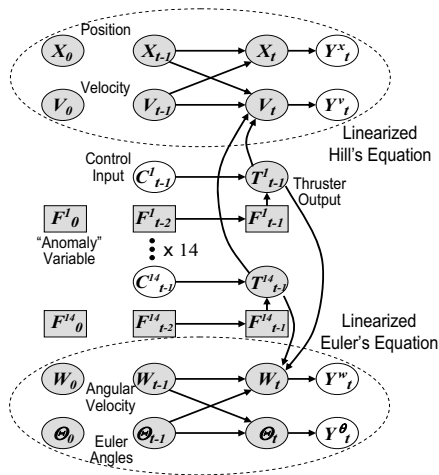 Position
X₀ Xₜ₋₁ Xₜ Yˣₜ
Velocity
V₀ Vₜ₋₁ Vₜ Yᵛₜ
Linearized
Hill's Equation
Control
Input
C¹ₜ₋₁ T¹ₜ₋₁
Thruster
Output
F¹₀ F¹ₜ₋₂ F¹ₜ₋₁
"Anomaly"
Variable
x 14
C¹⁴ₜ₋₁ T¹⁴ₜ₋₁
F¹⁴₀ F¹⁴ₜ₋₂ F¹⁴ₜ₋₁
Linearized
Euler's Equation
W₀ Wₜ₋₁ Wₜ Yʷₜ
Angular
Velocity
Θ₀ Θₜ₋₁ Θₜ Y^θₜ
Euler
Angles